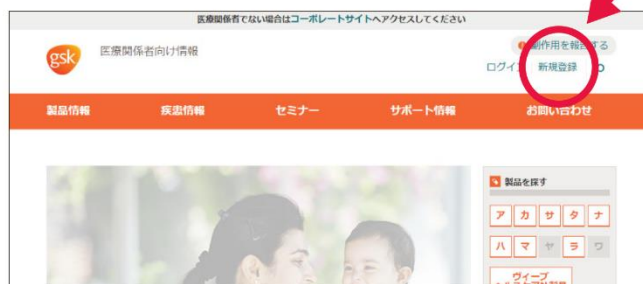 医療関係者でない場合はコーポレートサイトへアクセスしてください
gsk
医療関係者向け情報
副作用を報告する
ログイン 新規登録
製品情報 疾患情報 セミナー サポート情報 お問い合わせ
製品を探す
ア カ サ タ ナ
ハ マ ヤ ラ ワ
ヴィーブ